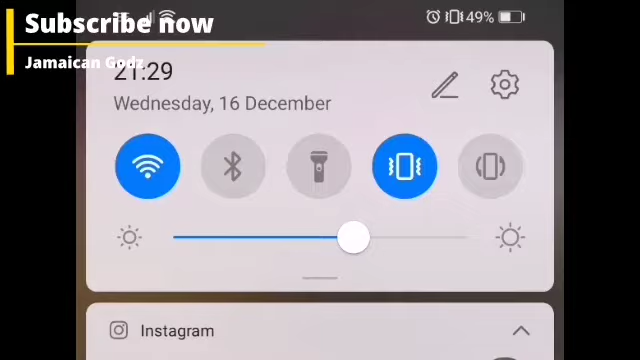 Subscribe now
49%
Jamaican Godz
21:29
Wednesday, 16 December
Instagram